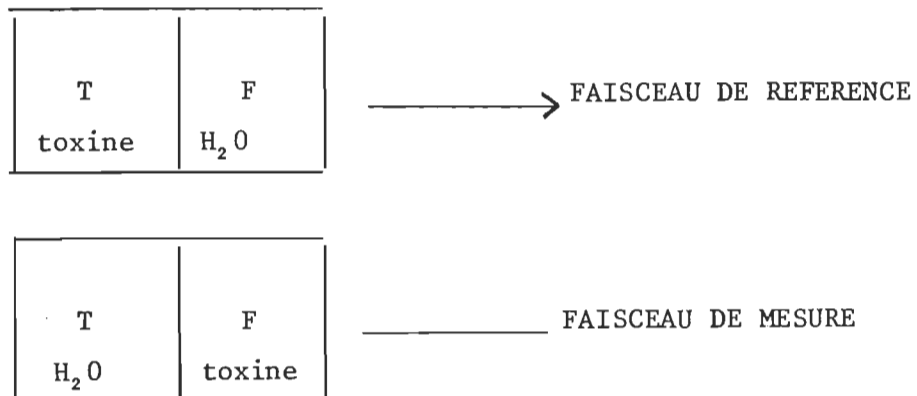 T F
toxine H₂O
FAISCEAU DE REFERENCE
T F
H₂O toxine
FAISCEAU DE MESURE